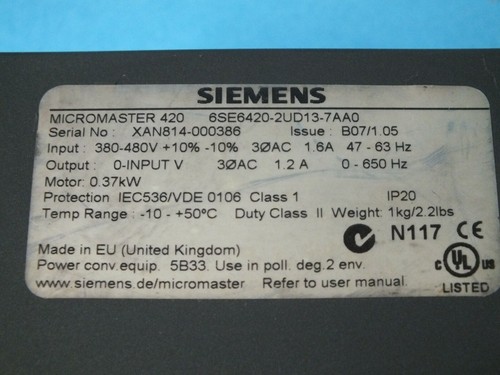 SIEMENS
MICROMASTER 420 6SE6420-2UD13-7AA0
Serial No : XAN814-000386 Issue : B07/1.05
Input : 380-480V +10% -10% 3ØAC 1.6A 47 - 63 Hz
Output : 0-INPUT V 3ØAC 1.2 A 0 - 650 Hz
Motor: 0.37kW
Protection IEC536/VDE 0106 Class 1 IP20
Temp Range : -10 - +50ºC Duty Class II Weight: 1kg/2.2lbs
N117 CE
Made in EU (United Kingdom)
Power conv.equip. 5B33. Use in poll. deg.2 env.
c UL us
www.siemens.de/micromaster Refer to user manual.
LISTED